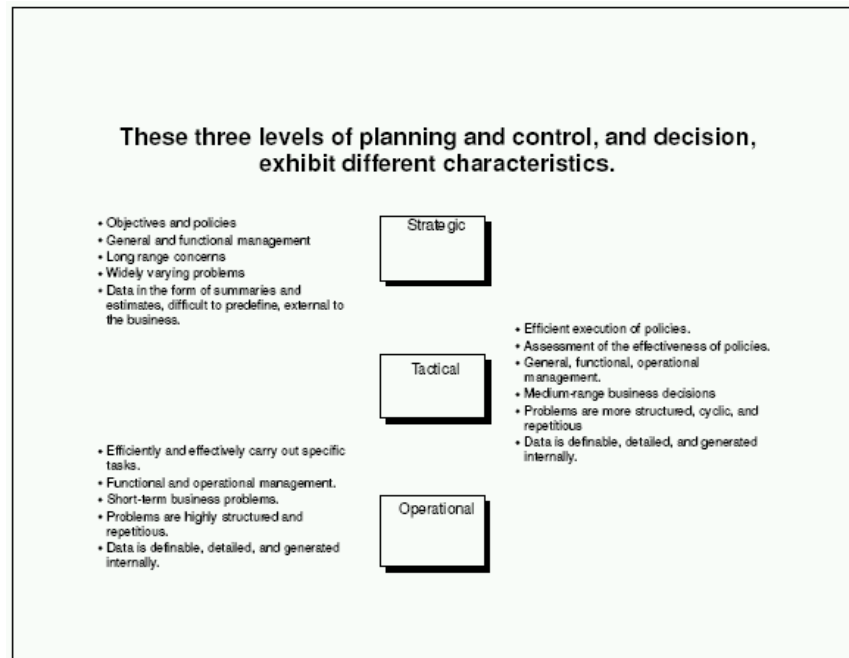 These three levels of planning and control, and decision,
exhibit different characteristics.
• Objectives and policies
• General and functional management
• Long range concerns
• Widely varying problems
• Data in the form of summaries and
estimates, difficult to predefine, external to
the business.
Strategic
Tactical
• Efficient execution of policies.
• Assessment of the effectiveness of policies.
• General, functional, operational
management.
• Medium-range business decisions
• Problems are more structured, cyclic, and
repetitious
• Data is definable, detailed, and generated
internally.
• Efficiently and effectively carry out specific
tasks.
• Functional and operational management.
• Short-term business problems.
• Problems are highly structured and
repetitious.
• Data is definable, detailed, and generated
internally.
Operational